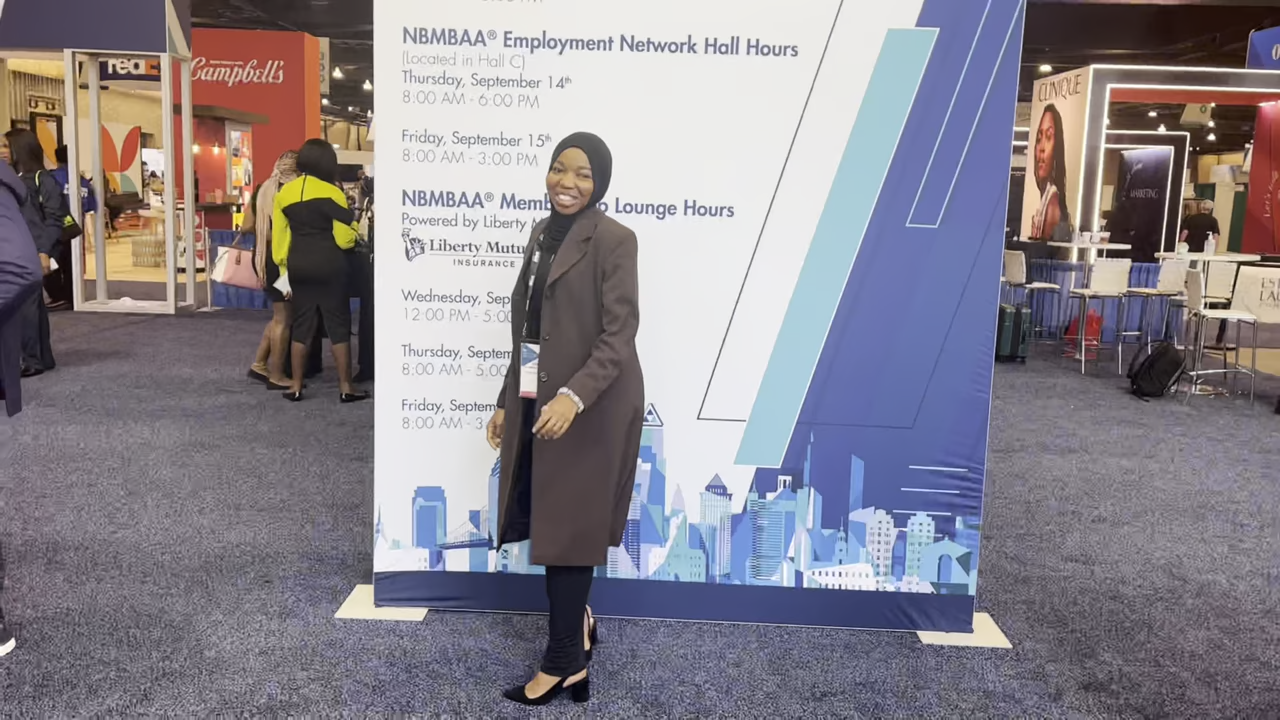 NBMBAA® Employment Network Hall Hours
(Located in Hall C)
Thursday, September 14th
8:00 AM - 6:00 PM
Friday, September 15th
8:00 AM - 3:00 PM
NBMBAA® Memb o Lounge Hours
Powered by Liberty M
Liberty Mutu
INSURANCE
Wednesday, Sep
12:00 PM - 5:00
Thursday, Septem
8:00 AM - 5:00
Friday, Septem
8:00 AM - 3
Campbell's
CLINIQUE
MARKETING